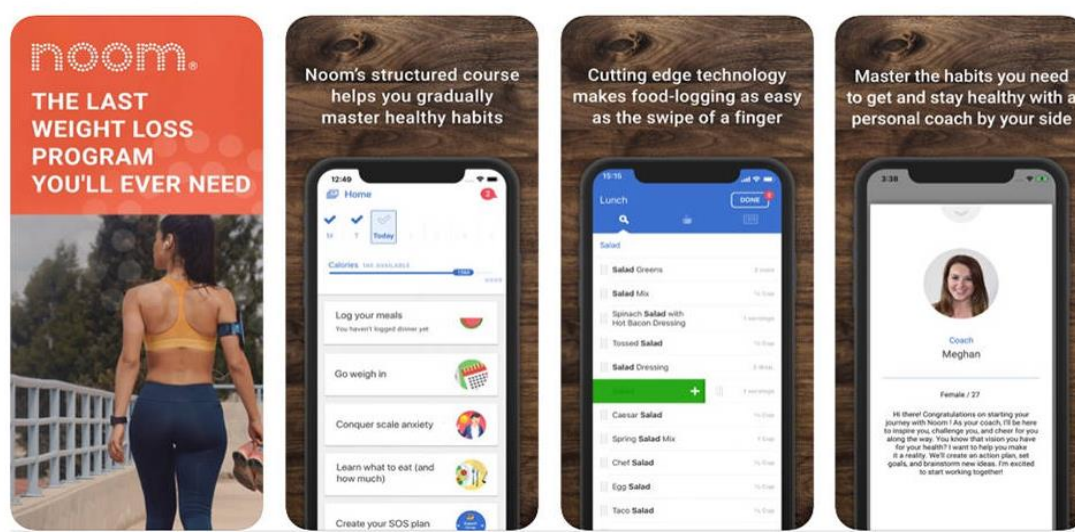 noom®
THE LAST
WEIGHT LOSS
PROGRAM
YOU'LL EVER NEED
Noom's structured course
helps you gradually
master healthy habits
12:49
Home
Today
Calories
AVAILABLE
Log your meals
You haven't logged dinner yet
Go weigh in
Conquer scale anxiety
Learn what to eat (and
how much)
Create your SOS plan
Cutting edge technology
makes food-logging as easy
as the swipe of a finger
15:15
Lunch
DONE
Salad
Salad Greens
Salad Mix
Spinach Salad with
Hot Bacon Dressing
Tossed Salad
Salad Dressing
+
Caesar Salad
Spring Salad Mix
Chef Salad
Egg Salad
Taco Salad
Master the habits you need
to get and stay healthy with a
personal coach by your side
3:38
Coach
Meghan
Female / 27
Hi there! Congratulations on starting your
journey with Noom! As your coach, I'll be here
to inspire you, challenge you, and cheer for you
along the way. You know that vision you have
for your health? I want to help you make
it a reality. We'll create an action plan, set
goals, and brainstorm new ideas. I'm excited
to start working together!